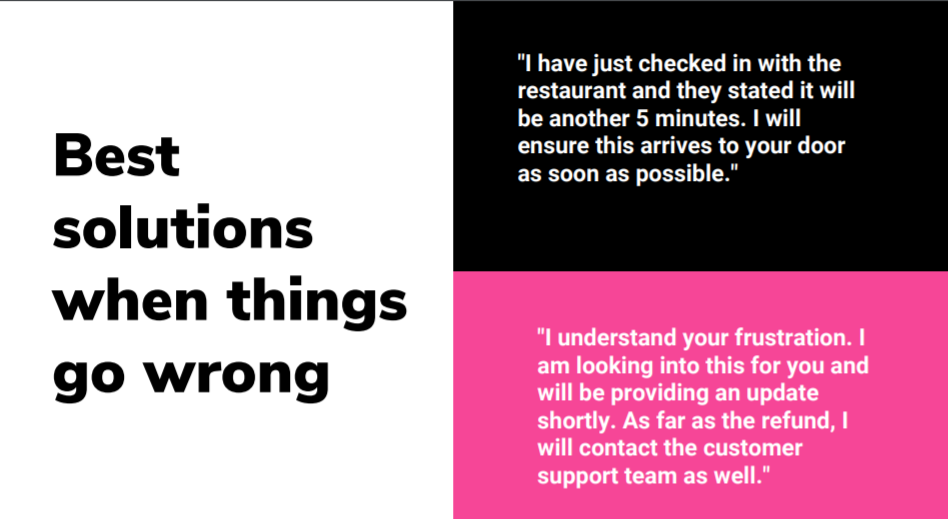 Best
solutions
when things
go wrong
"I have just checked in with the
restaurant and they stated it will
be another 5 minutes. I will
ensure this arrives to your door
as soon as possible."
"I understand your frustration. I
am looking into this for you and
will be providing an update
shortly. As far as the refund, I
will contact the customer
support team as well."